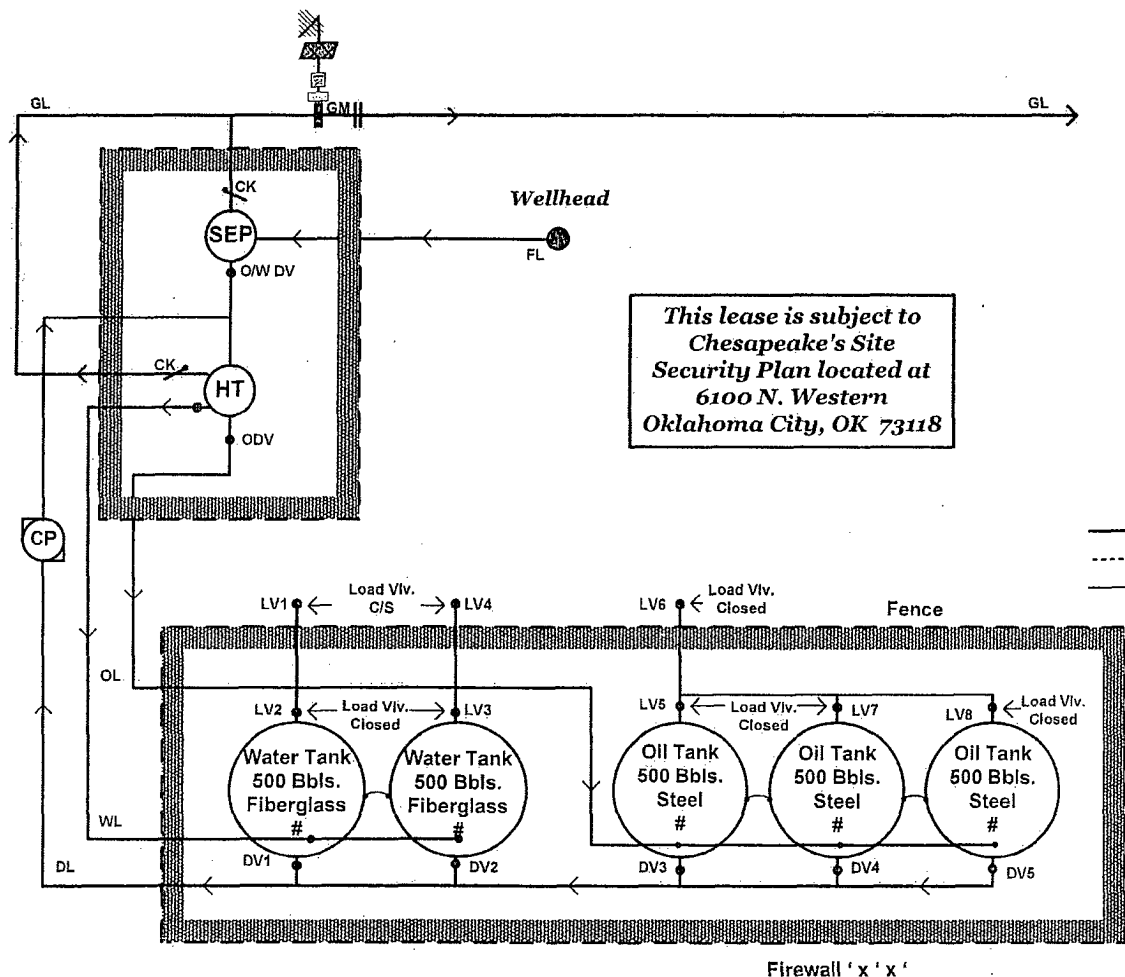 GL
GM
GL
CK
SEP
Wellhead
FL
O/W DV
This lease is subject to
Chesapeake's Site
Security Plan located at
6100 N. Western
Oklahoma City, OK 73118
CK
HT
ODV
CP
LV1
Load Vlv.
C/S
LV4
LV6
Load Vlv.
Closed
Fence
OL
LV2
Load Vlv.
Closed
LV3
LV5
Load Vlv.
Closed
LV7
LV8
Load Vlv.
Closed
Water Tank
500 Bbls.
Fiberglass
#
Water Tank
500 Bbls.
Fiberglass
#
Oil Tank
500 Bbls.
Steel
#
Oil Tank
500 Bbls.
Steel
#
Oil Tank
500 Bbls.
Steel
#
WL
DL
DV1
DV2
DV3
DV4
DV5
Firewall ' x ' x '